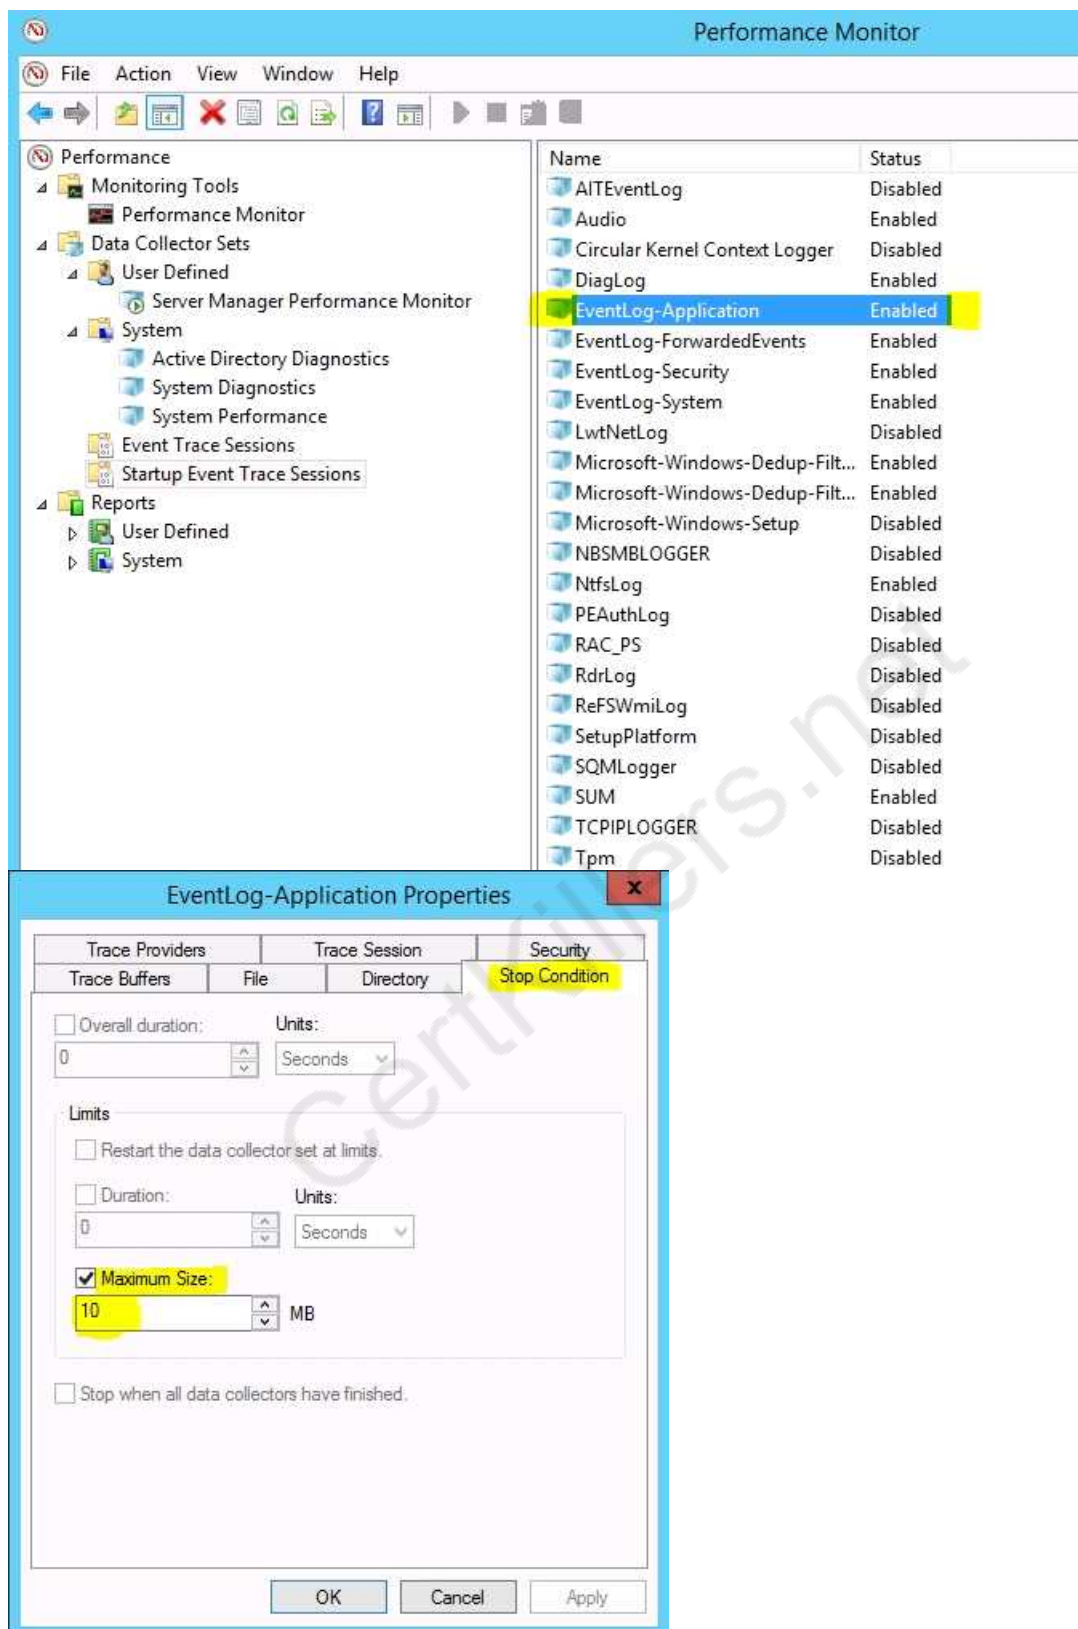 Performance Monitor
File Action View Window Help
Performance
Monitoring Tools
Performance Monitor
Data Collector Sets
User Defined
Server Manager Performance Monitor
System
Active Directory Diagnostics
System Diagnostics
System Performance
Event Trace Sessions
Startup Event Trace Sessions
Reports
User Defined
System
Name Status
AITEventLog Disabled
Audio Enabled
Circular Kernel Context Logger Disabled
DiagLog Enabled
EventLog-Application Enabled
EventLog-ForwardedEvents Enabled
EventLog-Security Enabled
EventLog-System Enabled
LwtNetLog Disabled
Microsoft-Windows-Dedup-Filt... Enabled
Microsoft-Windows-Dedup-Filt... Enabled
Microsoft-Windows-Setup Disabled
NBSMBLOGGER Disabled
NtfsLog Enabled
PEAuthLog Disabled
RAC_PS Disabled
RdrLog Disabled
ReFSWmiLog Disabled
SetupPlatform Disabled
SQMLogger Disabled
SUM Enabled
TCPIPLOGGER Disabled
Tpm Disabled
CertKillers.net
EventLog-Application Properties x
Trace Providers Trace Session Security
Trace Buffers File Directory Stop Condition
Overall duration: Units:
0 Seconds
Limits
Restart the data collector set at limits.
Duration: Units:
0 Seconds
Maximum Size:
10 MB
Stop when all data collectors have finished.
OK Cancel Apply